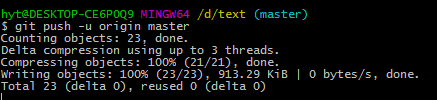 hyt@DESKTOP-CE6P0Q9 MINGW64 /d/text (master)
$ git push -u origin master
Counting objects: 23, done.
Delta compression using up to 3 threads.
Compressing objects: 100% (21/21), done.
Writing objects: 100% (23/23), 913.29 KiB | 0 bytes/s, done.
Total 23 (delta 0), reused 0 (delta 0)